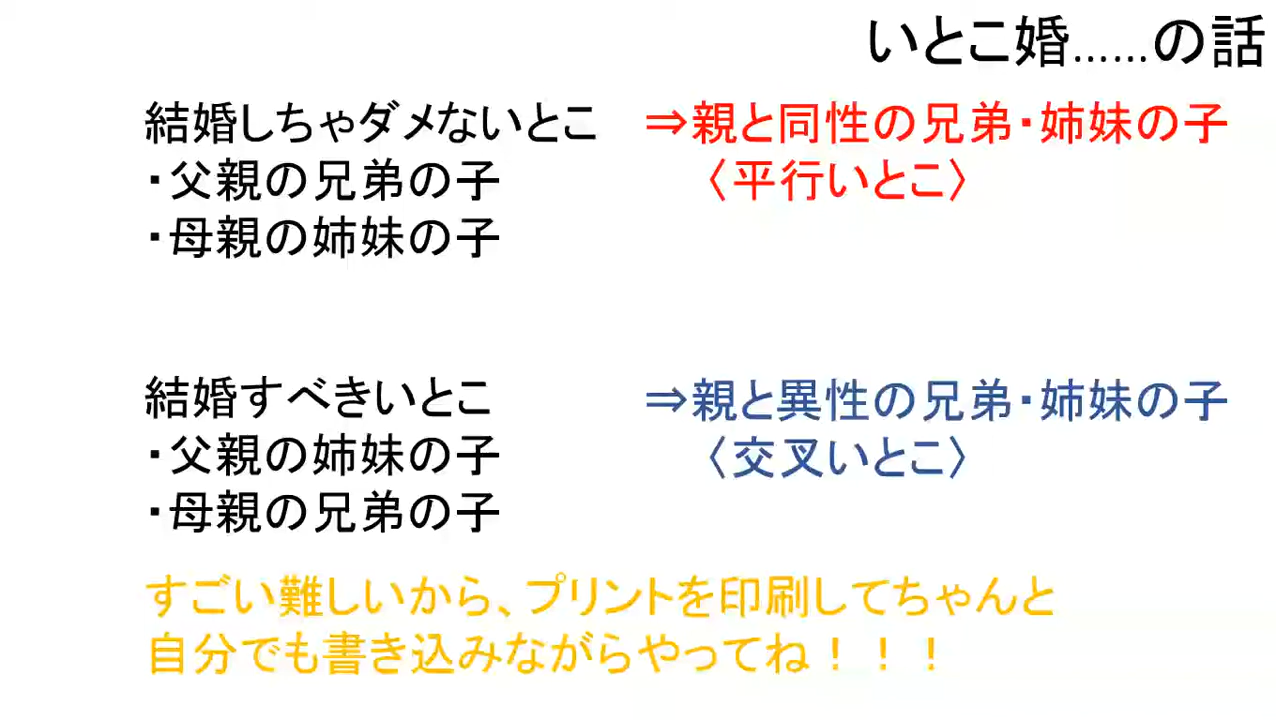 いとこ婚……の話
結婚しちゃダメないとこ ⇒親と同性の兄弟・姉妹の子
・父親の兄弟の子 〈平行いとこ〉
・母親の姉妹の子
結婚すべきいとこ ⇒親と異性の兄弟・姉妹の子
・父親の姉妹の子 〈交叉いとこ〉
・母親の兄弟の子
すごい難しいから、プリントを印刷してちゃんと
自分でも書き込みながらやってね！！！